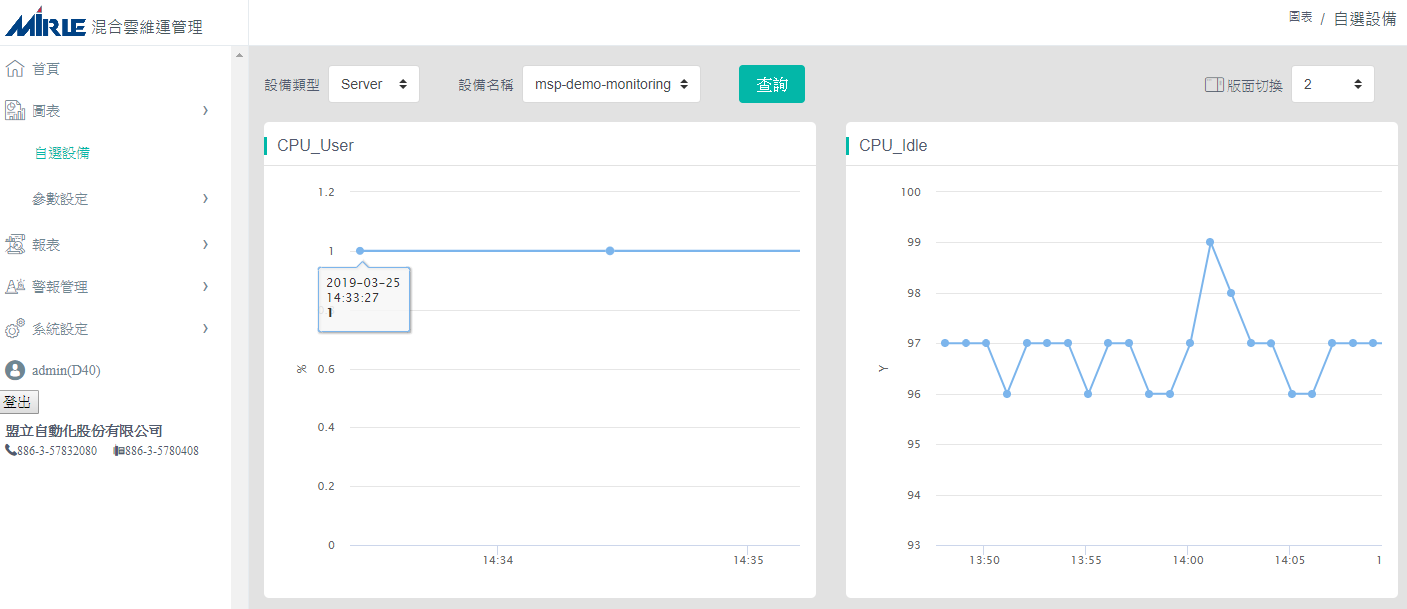 MIRLE 混合雲維運管理
圖表 / 自選設備
首頁
圖表
自選設備
參數設定
報表
警報管理
系統設定
admin(D40)
登出
盟立自動化股份有限公司
886-3-57832080 886-3-5780408
設備類型 Server 設備名稱 msp-demo-monitoring 查詢 版面切換 2
CPU_User
1.2
1
2019-03-25
14:33:27
1
%
0.6
0.4
0.2
0
14:34 14:35
CPU_Idle
100
99
98
97
Y
96
95
94
93
13:50 13:55 14:00 14:05 1